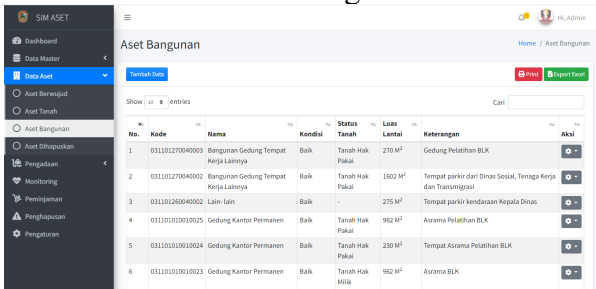 SIM ASET
Hi, Admin
Dashboard
Data Master
Data Aset
Aset Berwujud
Aset Tanah
Aset Bangunan
Aset Dihapuskan
Pengadaan
Monitoring
Peminjaman
Penghapusan
Pengaturan
Aset Bangunan
Home / Aset Bangunan
Tambah Data
Print
Export Excel
Show 10 entries
Cari
No. Kode Nama Kondisi Status Tanah Luas Lantai Keterangan Aksi
1 031101270040003 Bangunan Gedung Tempat Kerja Lainnya Baik Tanah Hak Pakai 270 M² Gedung Pelatihan BLK
2 031101270040002 Bangunan Gedung Tempat Kerja Lainnya Baik Tanah Hak Pakai 1602 M² Tempat parkir dari Dinas Sosial, Tenaga Kerja dan Transmigrasi
3 031101260040002 Lain- lain Baik - 275 M² Tempat parkir kendaraan Kepala Dinas
4 031101010010025 Gedung Kantor Permanen Baik Tanah Hak Pakai 962 M² Asrama Pelatihan BLK
5 031101010010024 Gedung Kantor Permanen Baik Tanah Hak Pakai 230 M² Tempat Asrama Pelatihan BLK
6 031101010010023 Gedung Kantor Permanen Baik Tanah Hak Milik 962 M² Asrama BLK